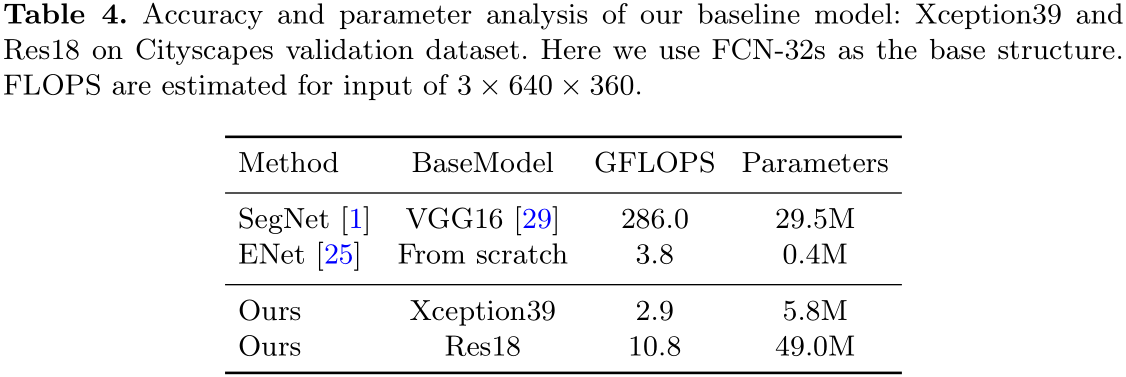 Table 4. Accuracy and parameter analysis of our baseline model: Xception39 and
Res18 on Cityscapes validation dataset. Here we use FCN-32s as the base structure.
FLOPS are estimated for input of 3 × 640 × 360.
Method BaseModel GFLOPS Parameters
SegNet [1] VGG16 [29] 286.0 29.5M
ENet [25] From scratch 3.8 0.4M
Ours Xception39 2.9 5.8M
Ours Res18 10.8 49.0M